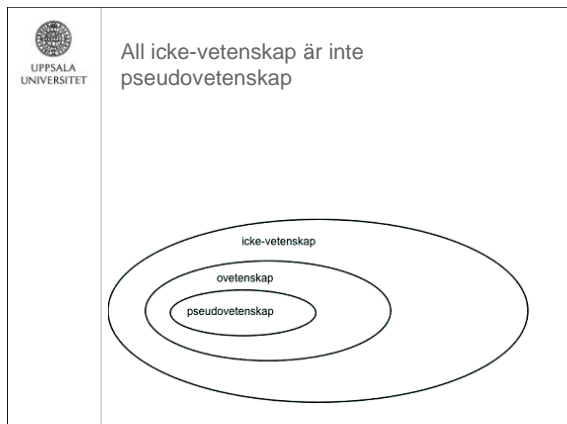 UPPSALA
UNIVERSITET
All icke-vetenskap är inte
pseudovetenskap
icke-vetenskap
ovetenskap
pseudovetenskap